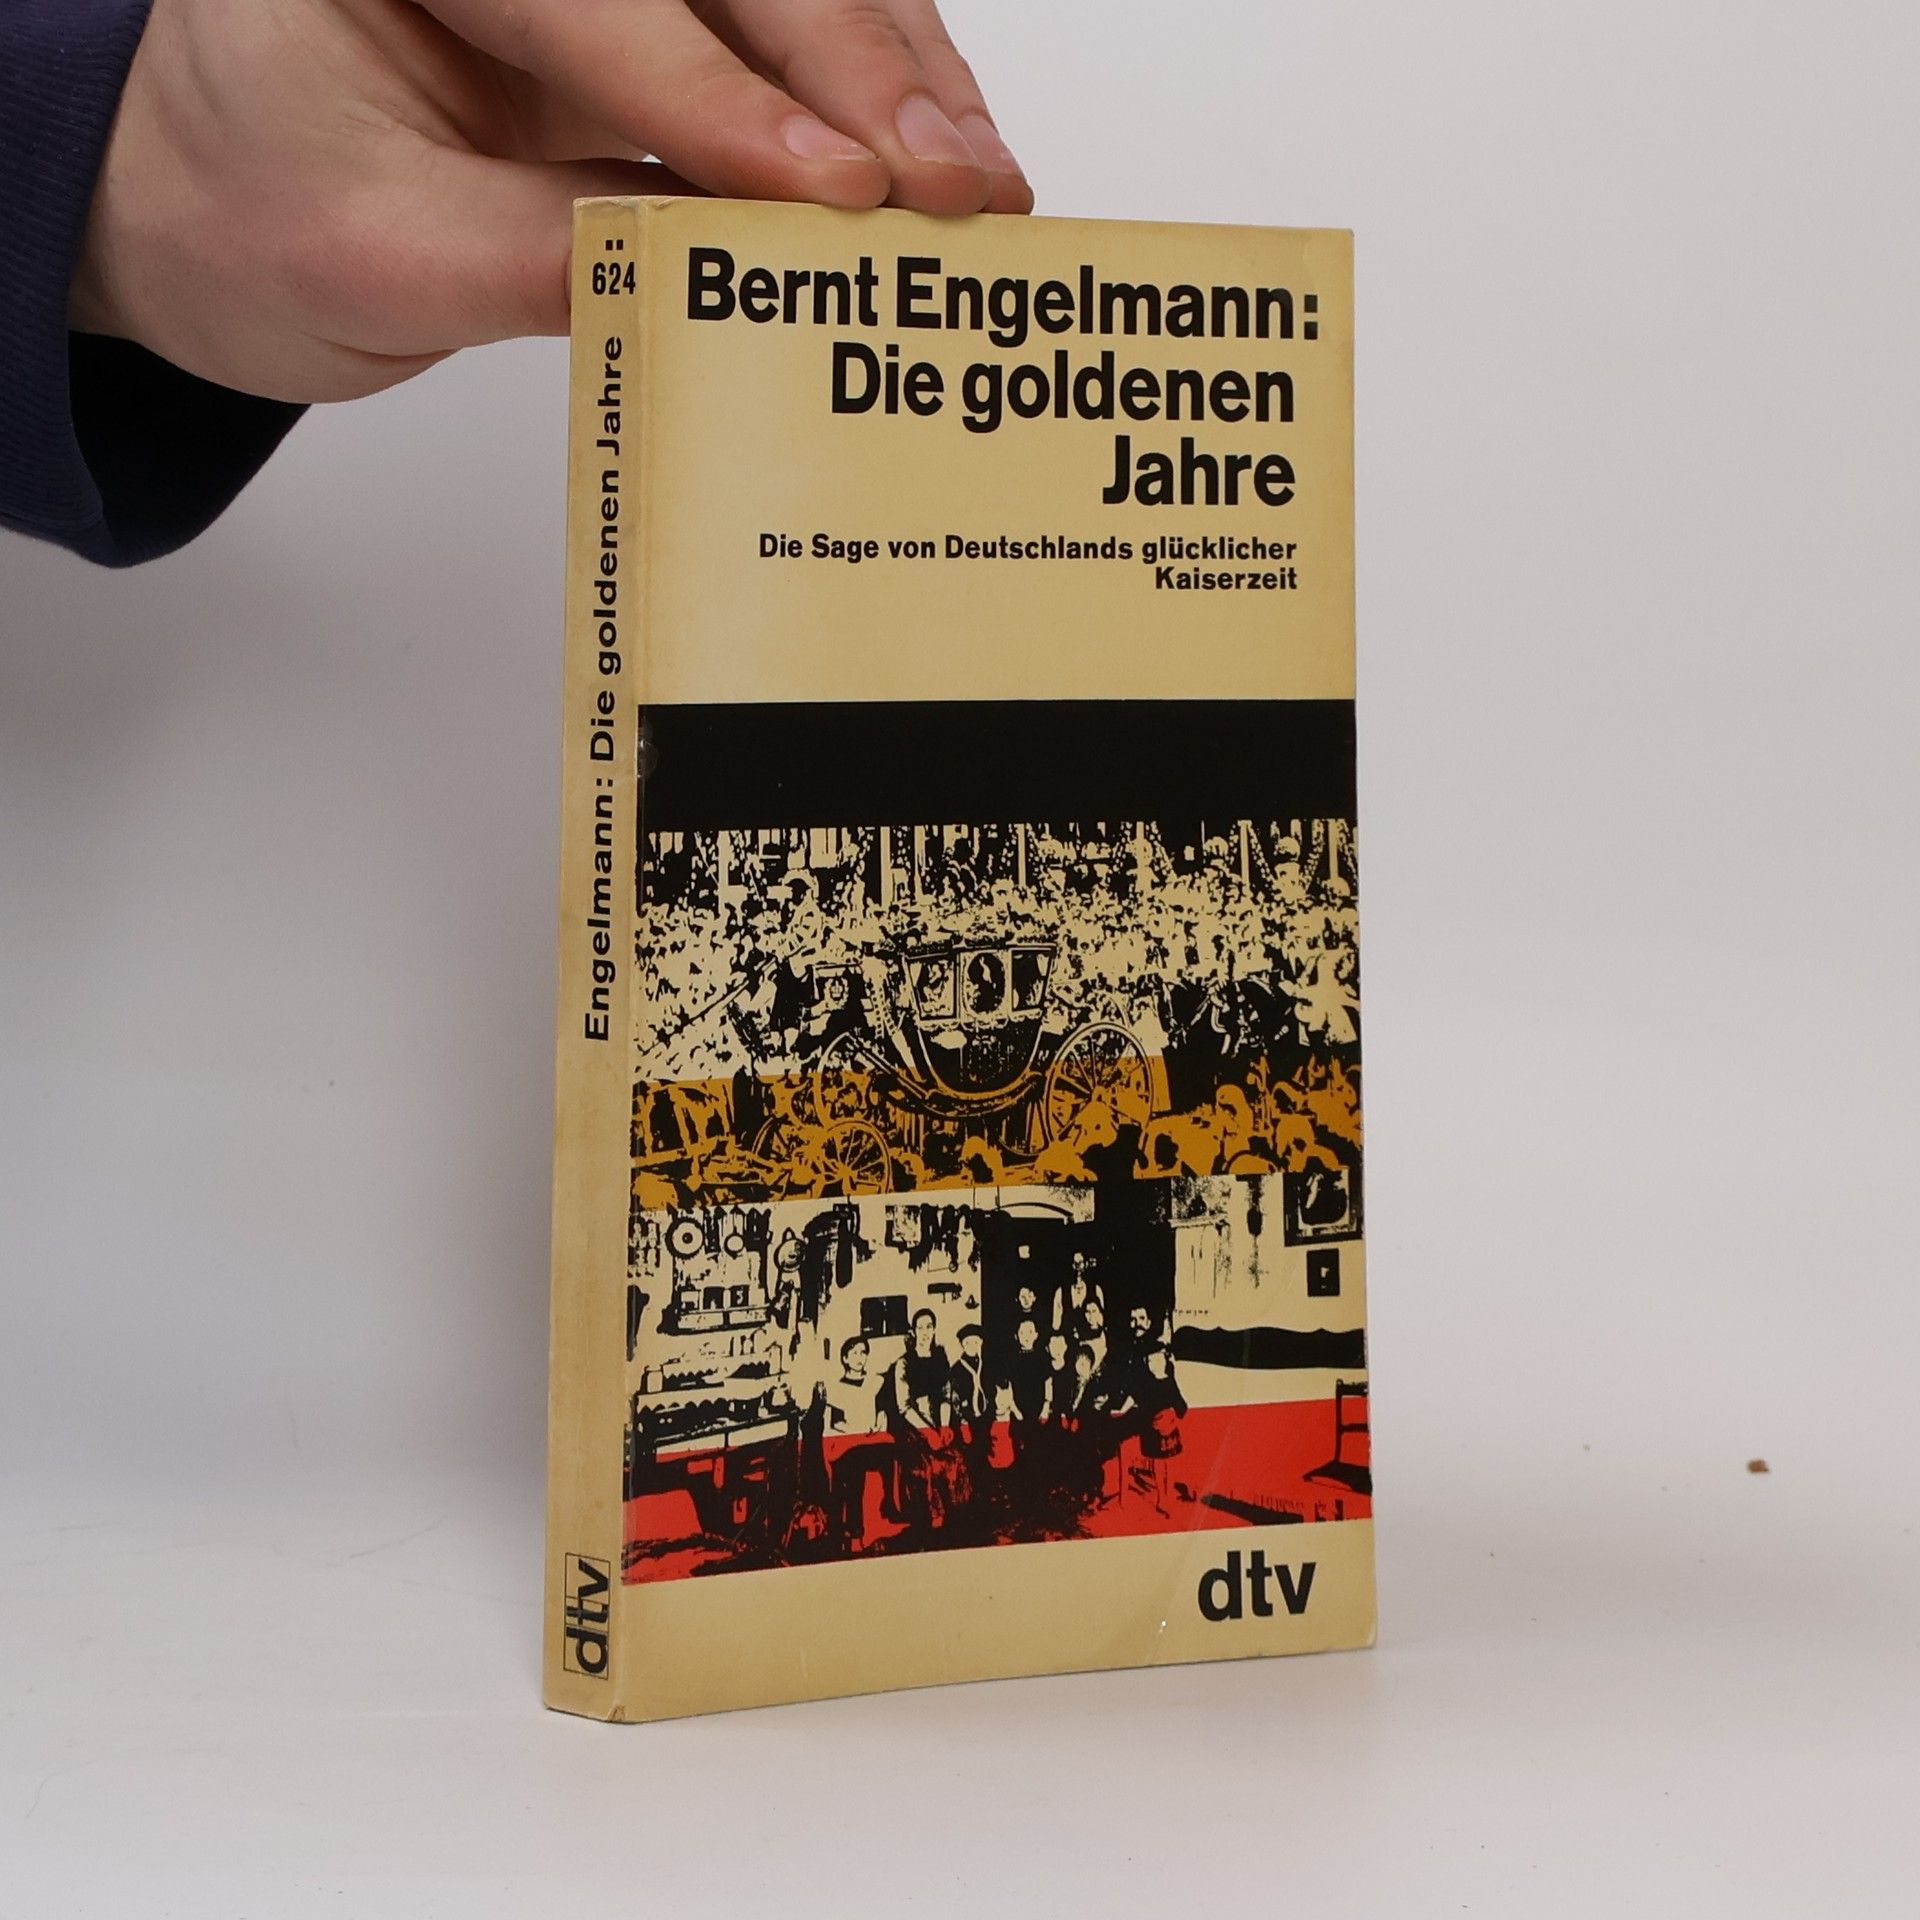 Bernt Engelmann:
Die goldenen
Jahre
Die Sage von Deutschlands glücklicher
Kaiserzeit
dtv
624
Engelmann: Die goldenen Jahre
dtv